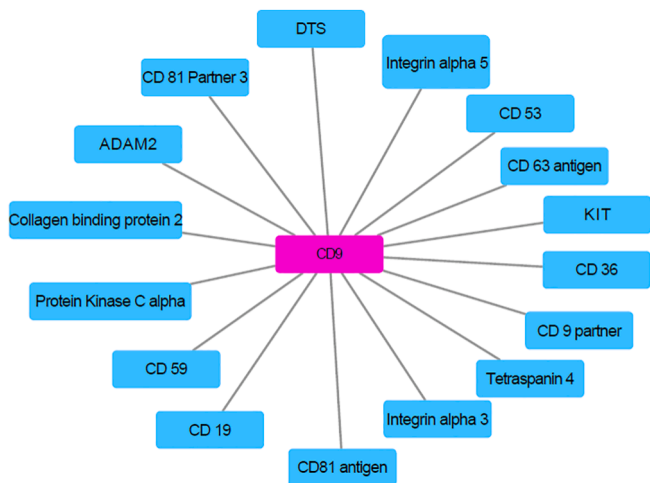 DTS
Integrin alpha 5
CD 81 Partner 3
CD 53
ADAM2
CD 63 antigen
KIT
Collagen binding protein 2
CD9
CD 36
Protein Kinase C alpha
CD 9 partner
CD 59
Tetraspanin 4
Integrin alpha 3
CD 19
CD81 antigen